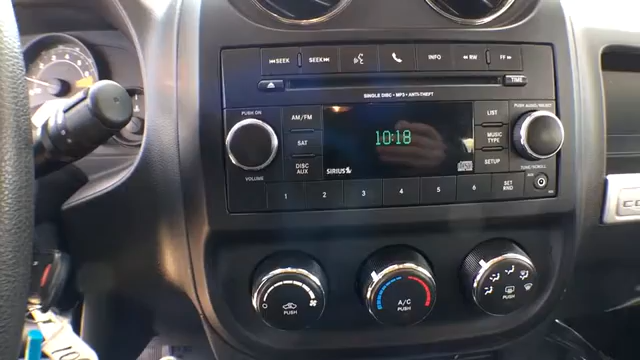 SEEK SEEK INFO RW FF
TIME
SINGLE DISC • MP3 • ANTI-THEFT
PUSH ON
VOLUME
AM/FM
SAT
DISC
AUX
10:18
SIRIUS
LIST
MUSIC
TYPE
SETUP
PUSH AUDIO/SELECT
TUNE/SCROLL
1 2 3 4 5 6 SET
RND
PUSH
A/C
PUSH
PUSH